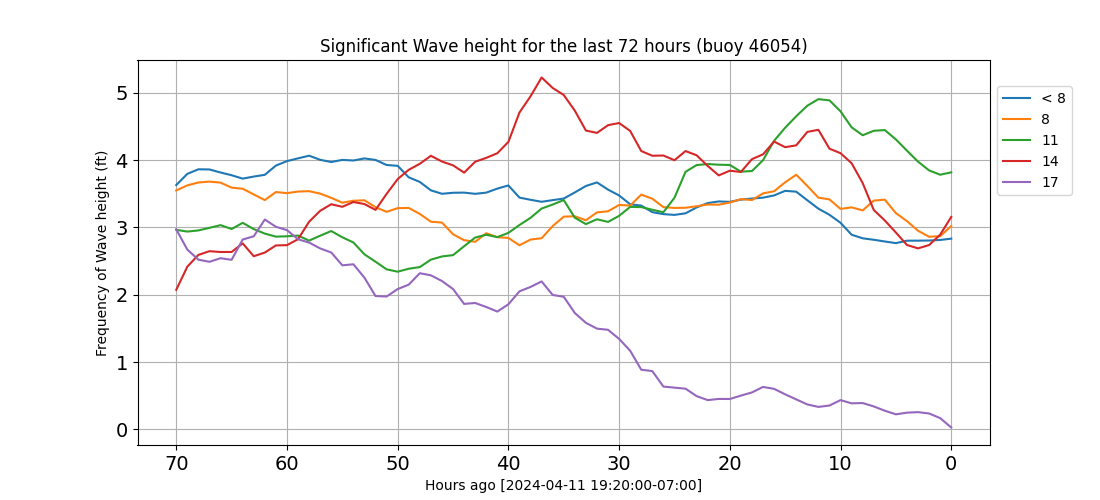 Significant Wave height for the last 72 hours (buoy 46054)
Frequency of Wave height (ft)
5
4
3
2
1
0
70 60 50 40 30 20 10 0
Hours ago [2024-04-11 19:20:00-07:00]
< 8
8
11
14
17